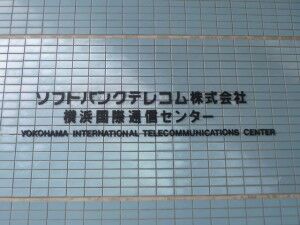 ソフトバンクテレコム株式会社
横浜国際通信センター
YOKOHAMA INTERNATIONAL TELECOMMUNICATIONS CENTER